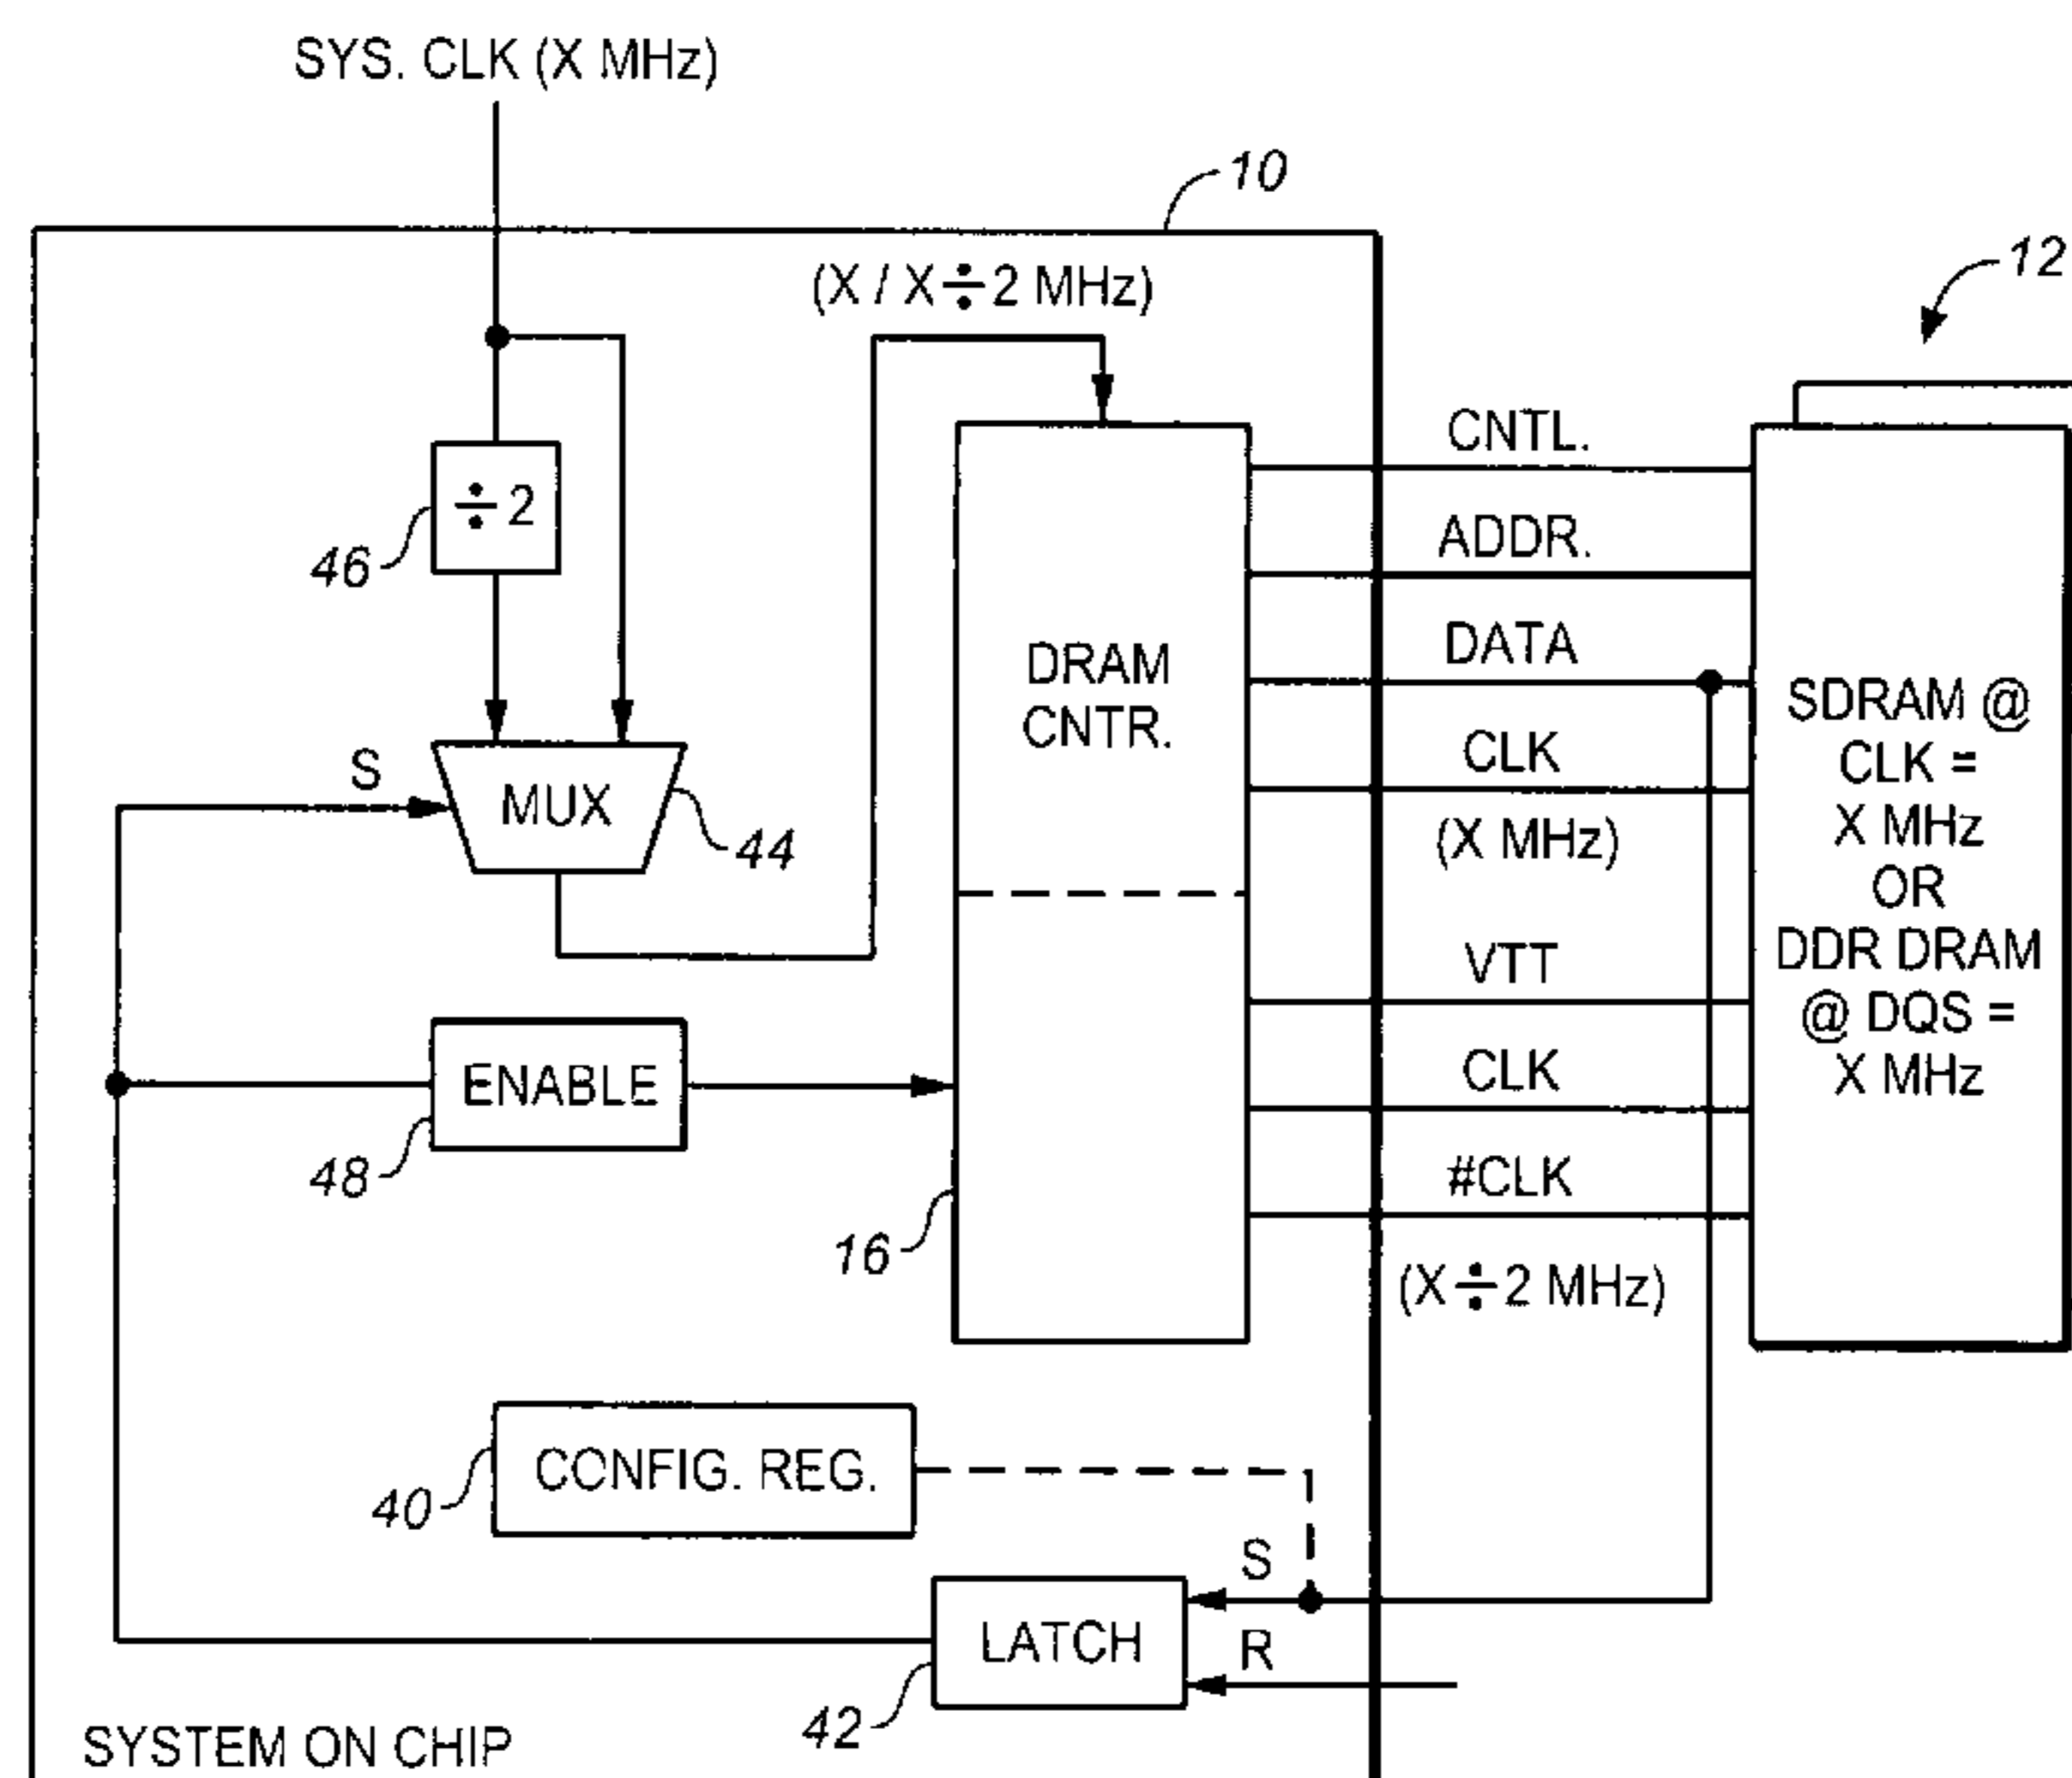 SYS. CLK (X MHz)
10
(X / X÷2 MHz)
12
CNTL.
÷2
46
ADDR.
DATA
DRAM
CNTR.
SDRAM @
CLK =
X MHz
OR
DDR DRAM
@ DQS =
X MHz
S
MUX
44
CLK
(X MHz)
VTT
ENABLE
48
CLK
#CLK
16
(X÷2 MHz)
CONFIG. REG.
40
S
LATCH
R
42
SYSTEM ON CHIP